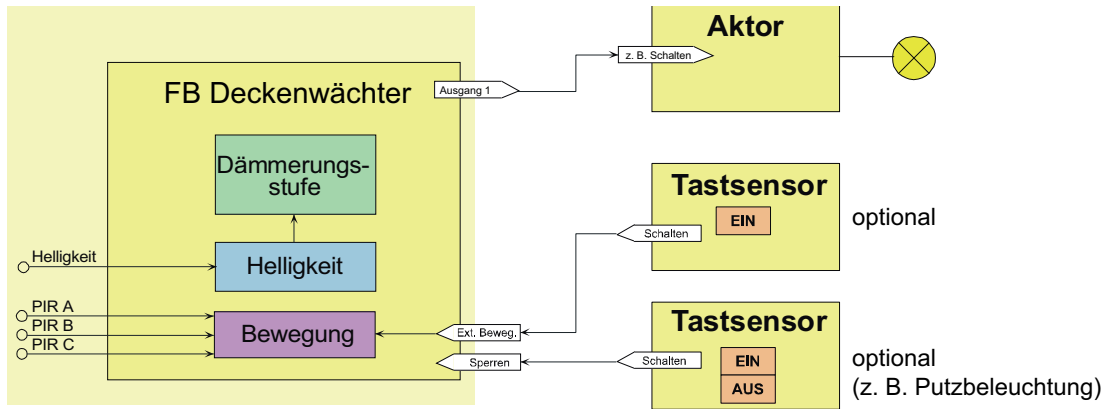 FB Deckenwächter
Dämmerungs-
stufe
Helligkeit
Helligkeit
PIR A
PIR B
PIR C
Bewegung
Ausgang 1
Ext. Beweg.
Sperren
Aktor
z. B. Schalten
Tastsensor
EIN
Schalten
optional
Tastsensor
EIN
AUS
Schalten
optional
(z. B. Putzbeleuchtung)